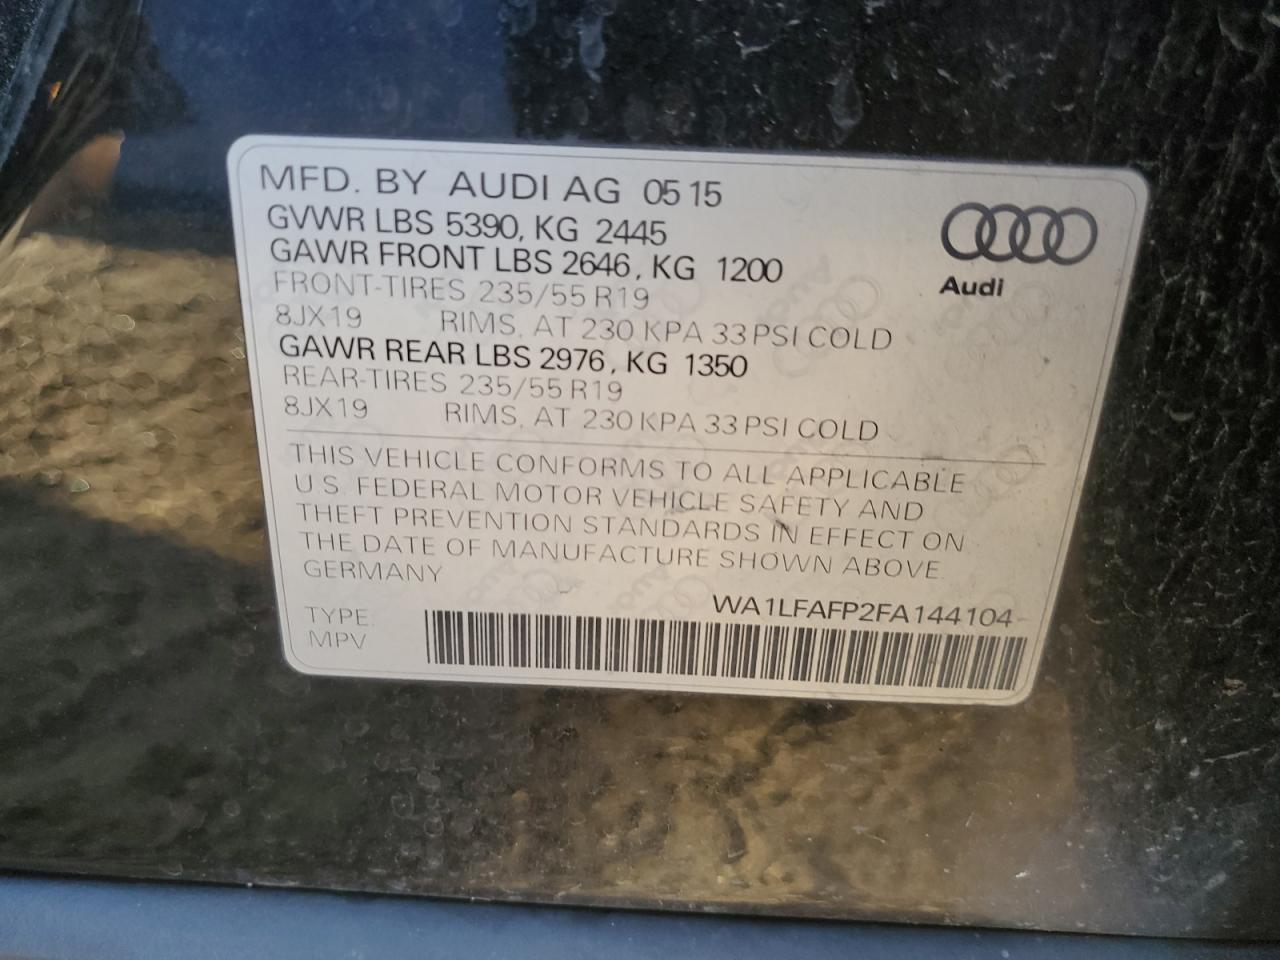 MFD. BY AUDI AG 05 15
GVWR LBS 5390, KG 2445
GAWR FRONT LBS 2646, KG 1200
FRONT-TIRES 235/55 R19
8JX19 RIMS, AT 230 KPA 33 PSI COLD
GAWR REAR LBS 2976, KG 1350
REAR-TIRES 235/55 R19
8JX19 RIMS, AT 230 KPA 33 PSI COLD
Audi
THIS VEHICLE CONFORMS TO ALL APPLICABLE
U.S. FEDERAL MOTOR VEHICLE SAFETY AND
THEFT PREVENTION STANDARDS IN EFFECT ON
THE DATE OF MANUFACTURE SHOWN ABOVE.
GERMANY
WA1LFAFP2FA144104
TYPE:
MPV